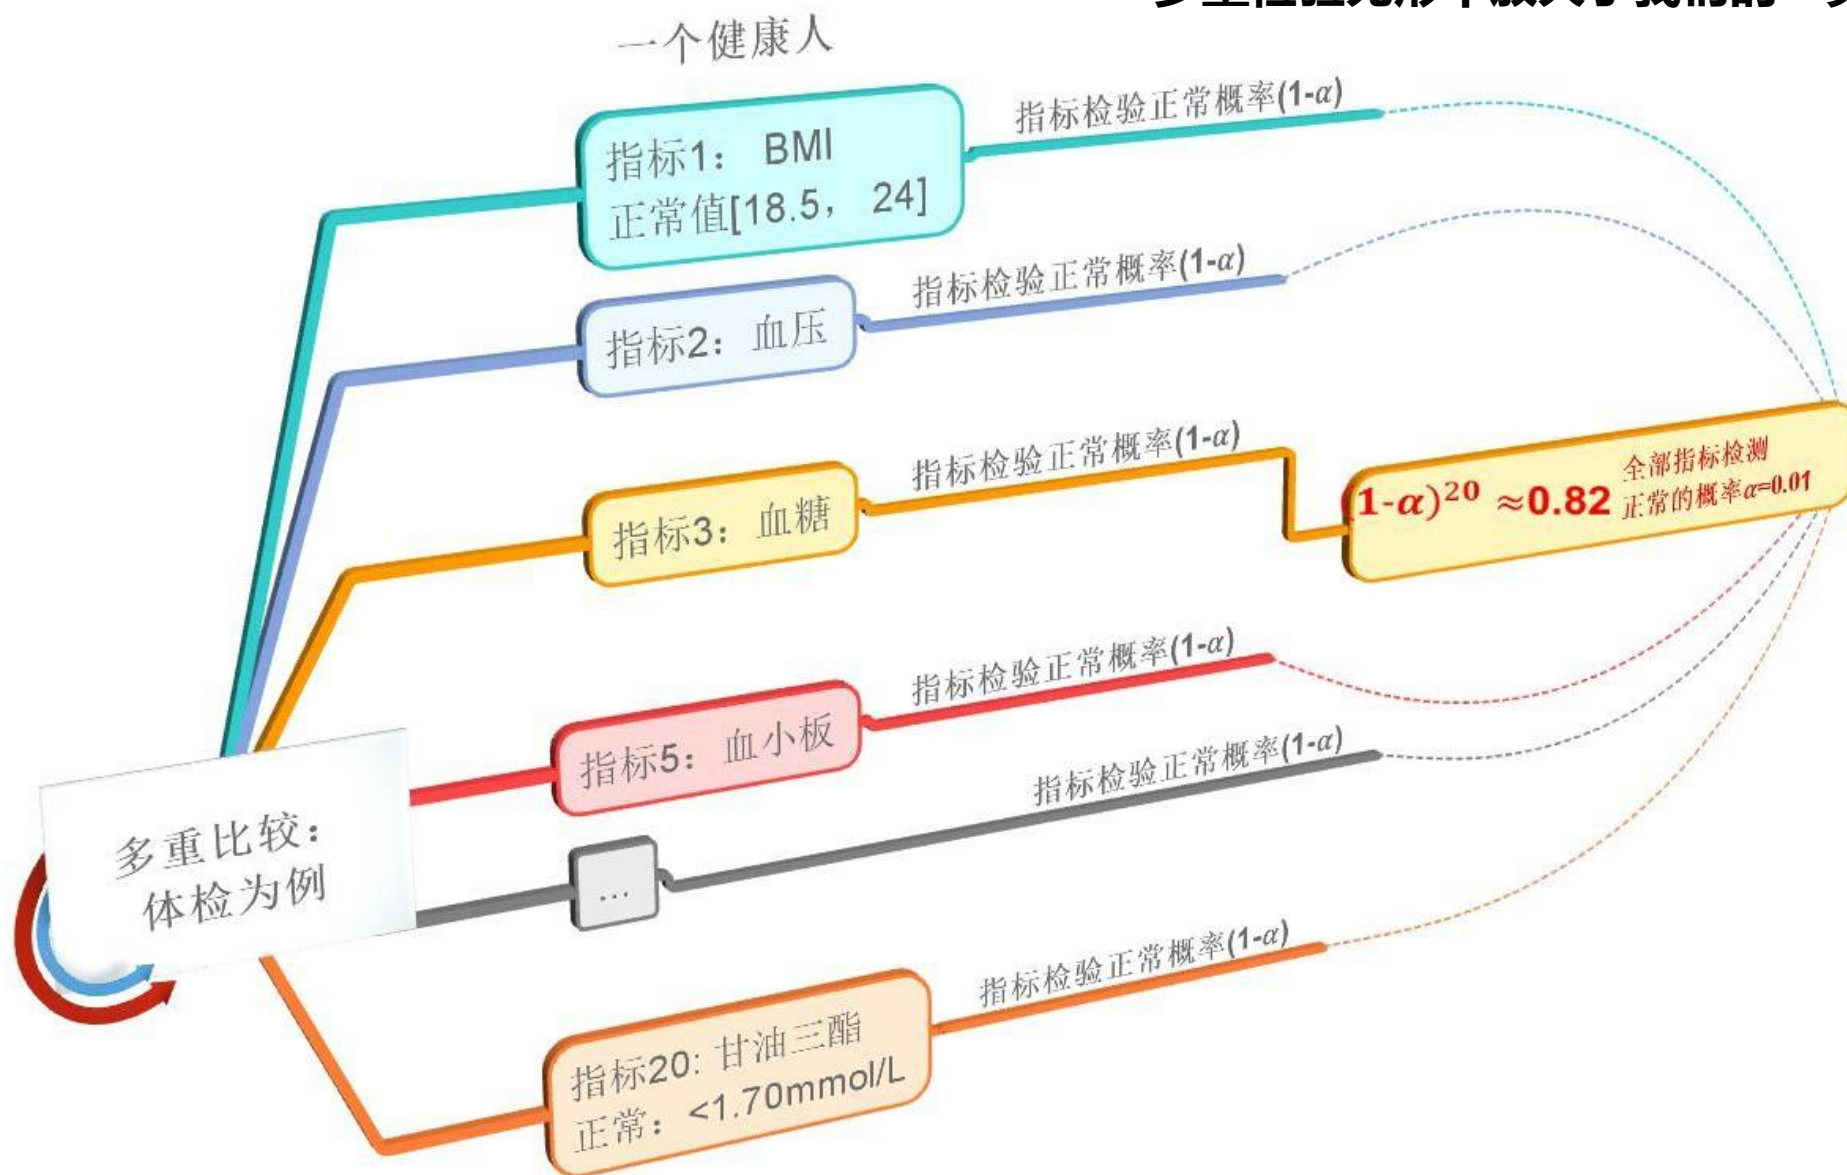 一个健康人
指标1： BMI
正常值[18.5， 24]
指标检验正常概率(1-α)
指标2：血压
指标检验正常概率(1-α)
指标3：血糖
指标检验正常概率(1-α)
1-α)²⁰ ≈0.82
全部指标检测
正常的概率α=0.01
指标5：血小板
指标检验正常概率(1-α)
...
指标检验正常概率(1-α)
多重比较：
体检为例
指标20: 甘油三酯
正常：<1.70mmol/L
指标检验正常概率(1-α)